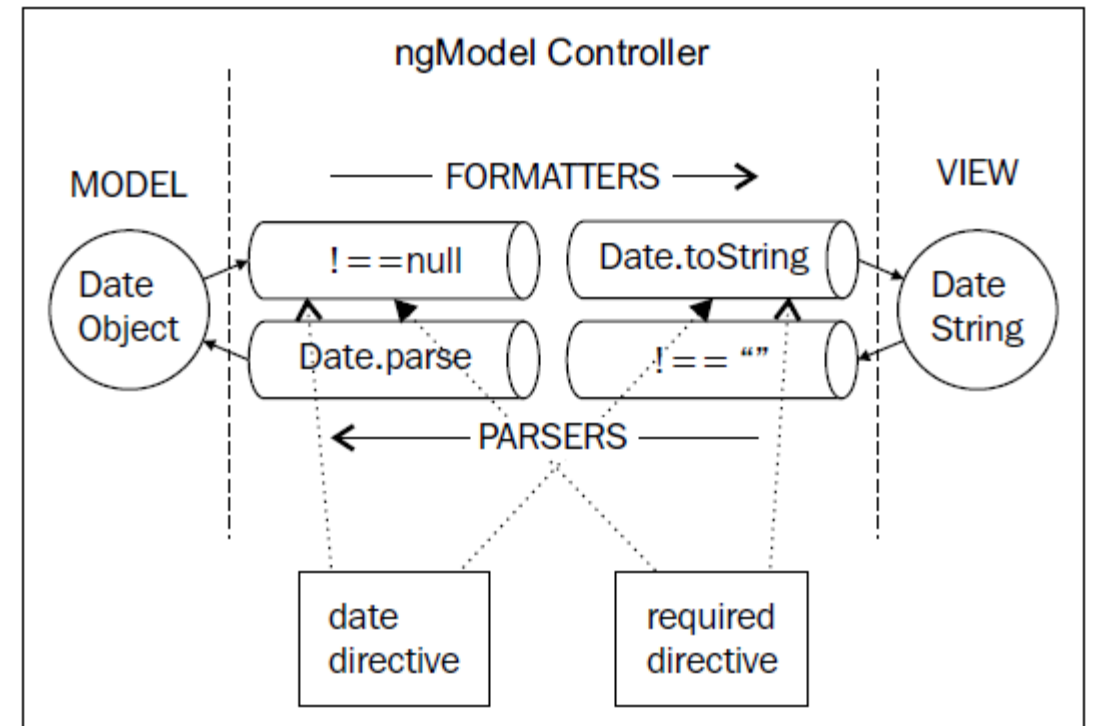 ngModel Controller
FORMATTERS
MODEL
VIEW
!==null
Date.toString
Date
Object
Date
String
Date.parse
!== “”
PARSERS
date
directive
required
directive